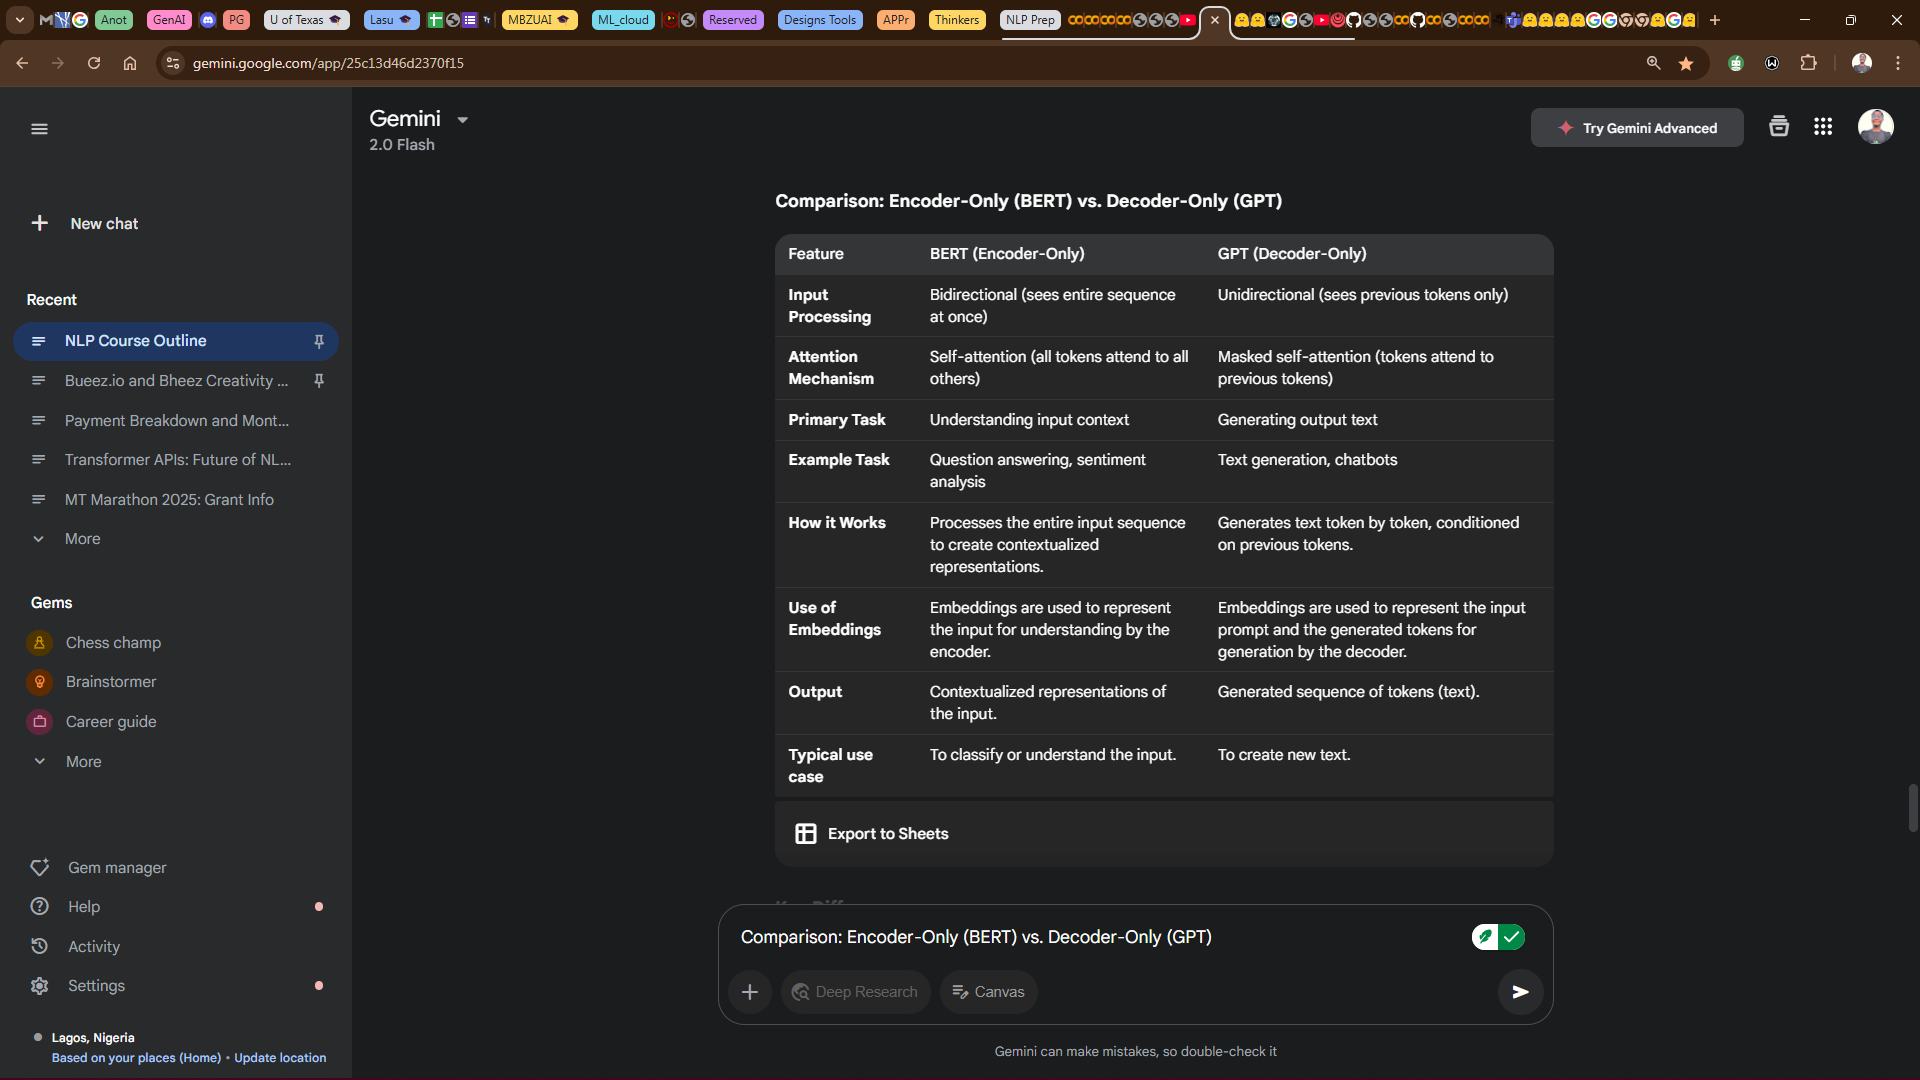 Anot
GenAI
PG
U of Texas
Lasu
MBZUAI
ML_cloud
Reserved
Designs Tools
APPr
Thinkers
NLP Prep
gemini.google.com/app/25c13d46d2370f15
Gemini
2.0 Flash
Try Gemini Advanced
New chat
Recent
NLP Course Outline
Bueez.io and Bheez Creativity ...
Payment Breakdown and Mont...
Transformer APIs: Future of NL...
MT Marathon 2025: Grant Info
More
Gems
Chess champ
Brainstormer
Career guide
More
Gem manager
Help
Activity
Settings
Lagos, Nigeria
Based on your places (Home) • Update location
Comparison: Encoder-Only (BERT) vs. Decoder-Only (GPT)
Feature BERT (Encoder-Only) GPT (Decoder-Only)
Input Bidirectional (sees entire sequence Unidirectional (sees previous tokens only)
Processing at once)
Attention Self-attention (all tokens attend to all Masked self-attention (tokens attend to
Mechanism others) previous tokens)
Primary Task Understanding input context Generating output text
Example Task Question answering, sentiment Text generation, chatbots
analysis
How it Works Processes the entire input sequence Generates text token by token, conditioned
to create contextualized on previous tokens.
representations.
Use of Embeddings are used to represent Embeddings are used to represent the input
Embeddings the input for understanding by the prompt and the generated tokens for
encoder. generation by the decoder.
Output Contextualized representations of Generated sequence of tokens (text).
the input.
Typical use To classify or understand the input. To create new text.
case
Export to Sheets
Comparison: Encoder-Only (BERT) vs. Decoder-Only (GPT)
Deep Research
Canvas
Gemini can make mistakes, so double-check it